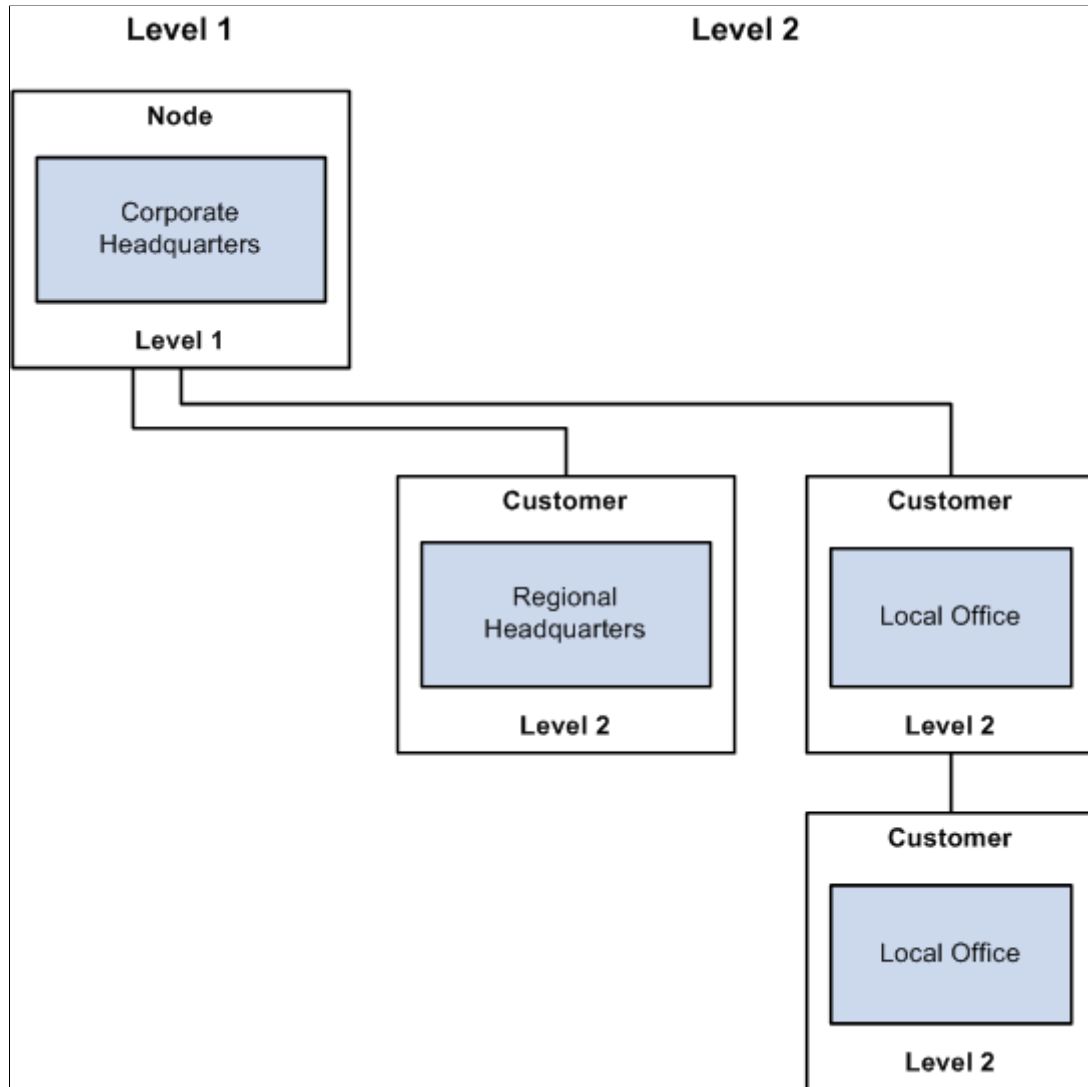 Level 1
Level 2
Node
Corporate
Headquarters
Level 1
Customer
Regional
Headquarters
Level 2
Customer
Local Office
Level 2
Customer
Local Office
Level 2